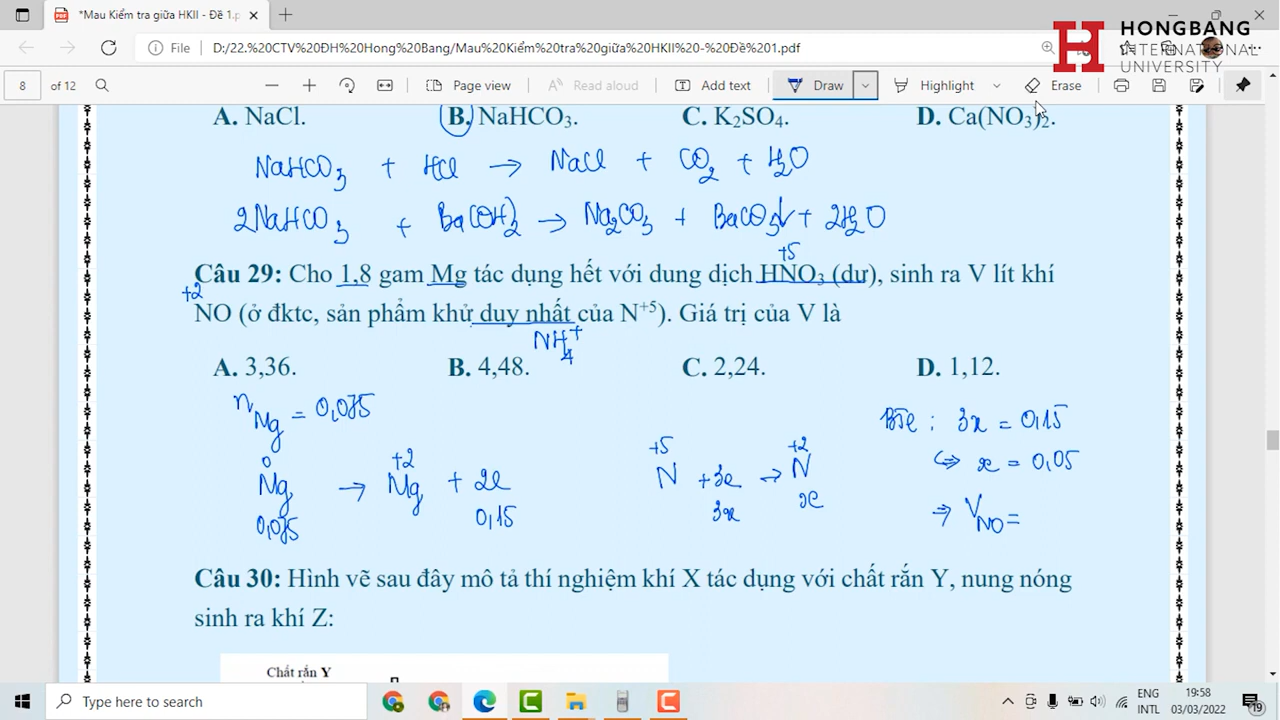 *Mau Kiểm tra giữa HKII - Đề 1.p
HONGBANG
INTERNATIONAL
UNIVERSITY
File D:/22.%20CTV%20ĐH%20Hong%20Bang/Mau%20Kiểm%20tra%20giữa%20HKII%20-%20Đề%201.pdf
8 of 12 Page view Read aloud Add text Draw Highlight Erase
A. NaCl. B. NaHCO3. C. K2SO4. D. Ca(NO3)2.
NaHCO3 + HCl → NaCl + CO2 + H2O
2NaHCO3 + Ba(OH)2 → Na2CO3 + BaCO3↓ + 2H2O
+5
Câu 29: Cho 1,8 gam Mg tác dụng hết với dung dịch HNO3 (dư), sinh ra V lít khí
+2
NO (ở đktc, sản phẩm khử duy nhất của N+5). Giá trị của V là
NH4+
A. 3,36. B. 4,48. C. 2,24. D. 1,12.
nMg = 0,075
BTe : 3x = 0,15
0 +2 +5 +2
Mg → Mg + 2e N + 3e → N
⇔ x = 0,05
0,075 0,15 3x x
⇒ VNO =
Câu 30: Hình vẽ sau đây mô tả thí nghiệm khí X tác dụng với chất rắn Y, nung nóng
sinh ra khí Z:
Chất rắn Y
Type here to search
ENG
INTL
19:58
03/03/2022
19